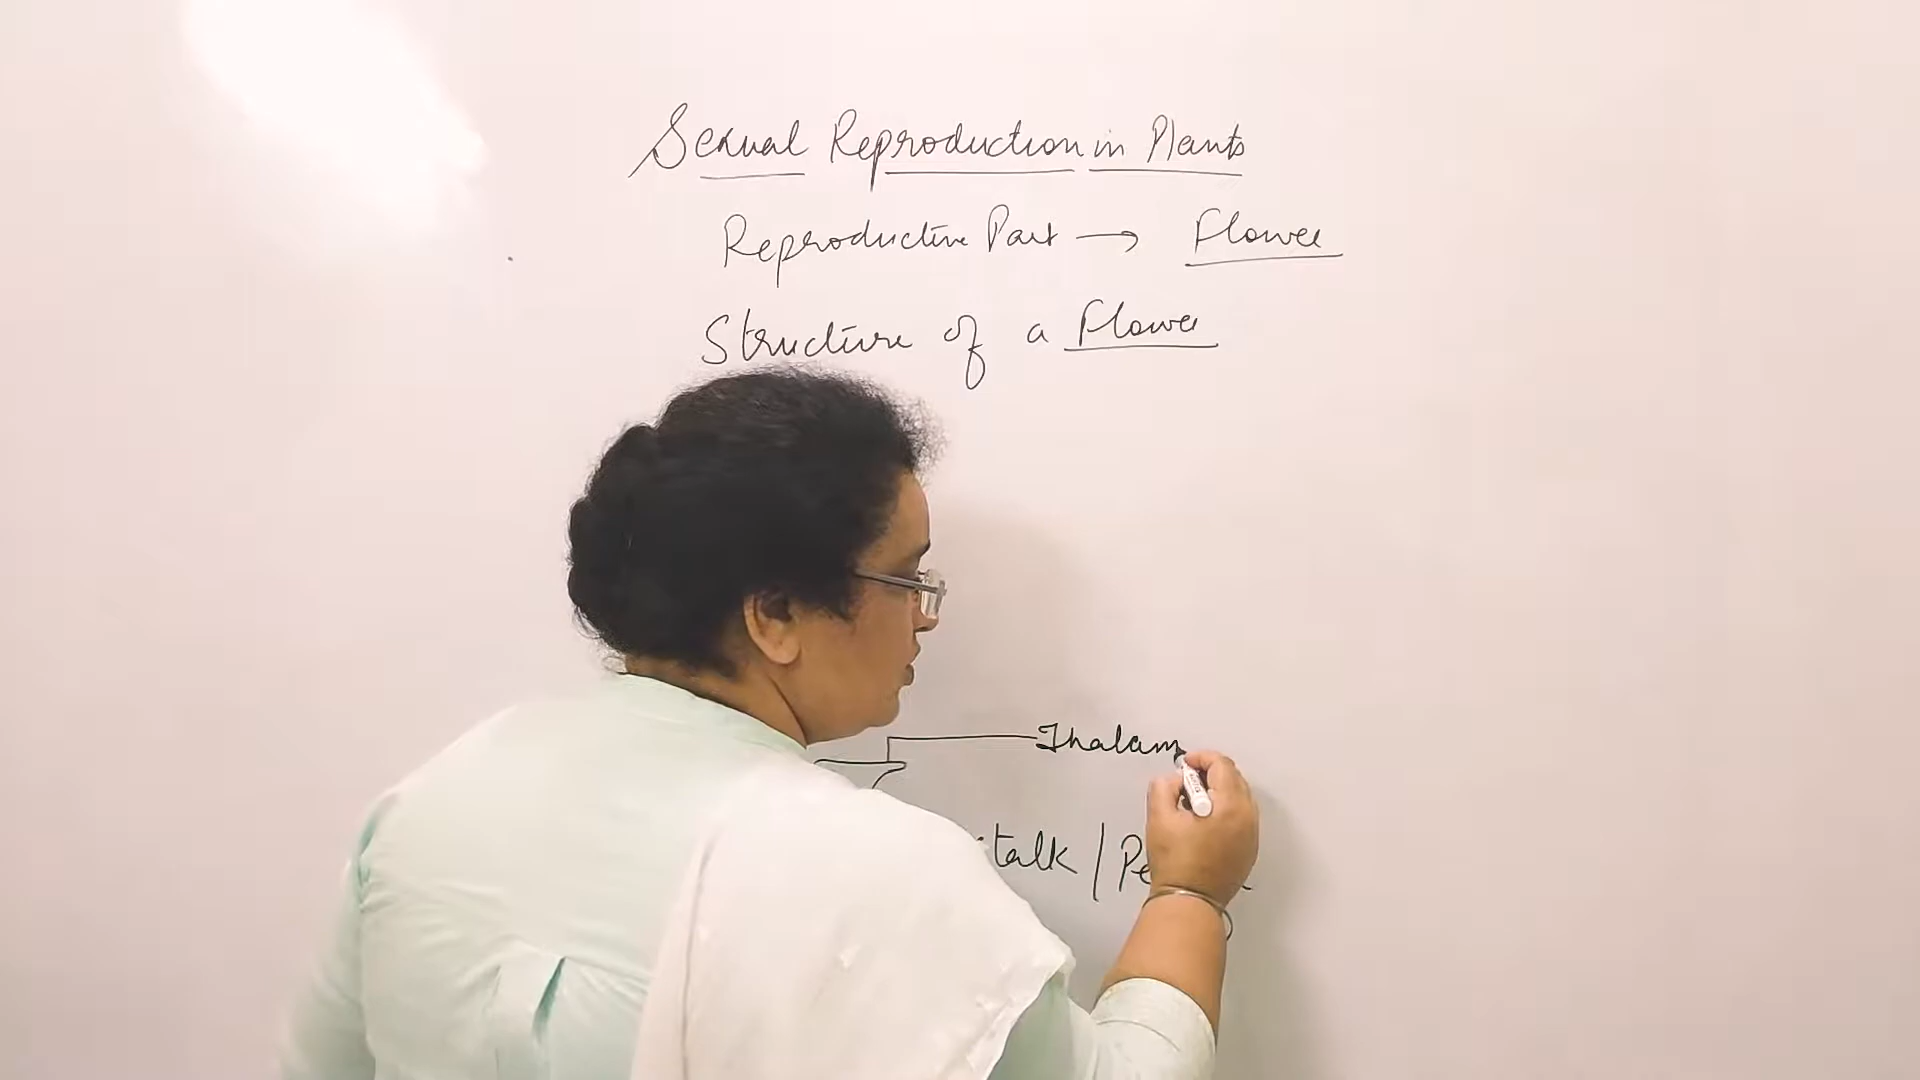 Sexual Reproduction in Plants
Reproductive Part → Flower
Structure of a Flower
Thalam
talk / Pe